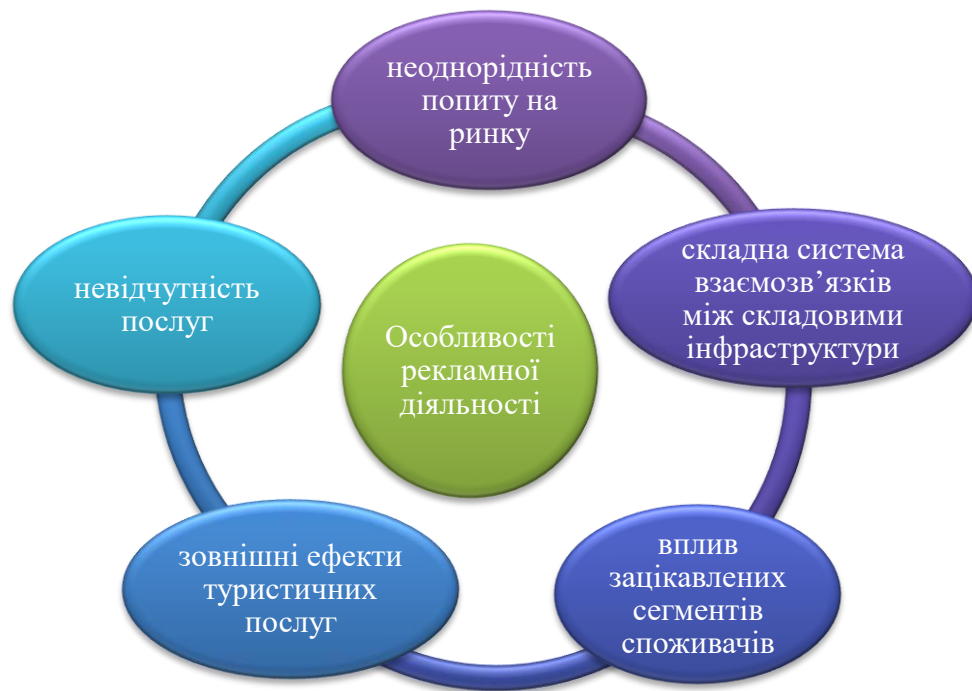 неоднорідність
попиту на
ринку
складна система
взаємозв’язків
між складовими
інфраструктури
вплив
зацікавлених
сегментів
споживачів
зовнішні ефекти
туристичних
послуг
невідчутність
послуг
Особливості
рекламної
діяльності